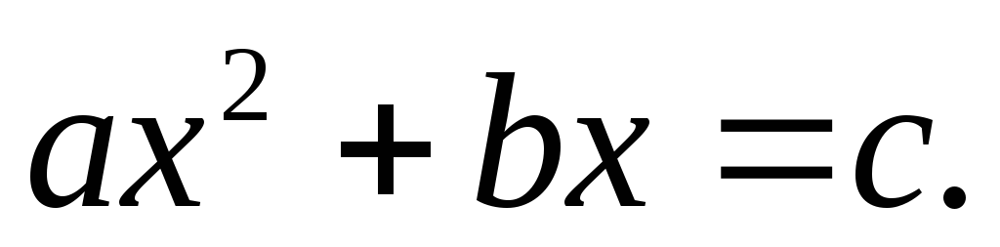 ax² + bx = c.